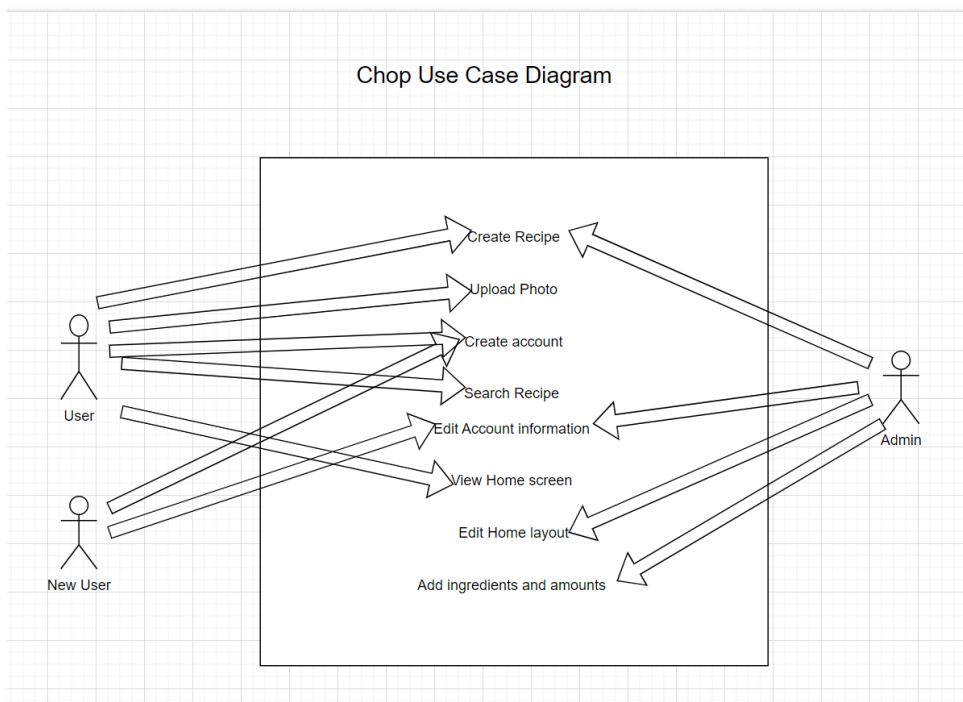 Chop Use Case Diagram
Create Recipe
Upload Photo
Create account
Search Recipe
User
Edit Account information
Admin
View Home screen
Edit Home layout
New User
Add ingredients and amounts